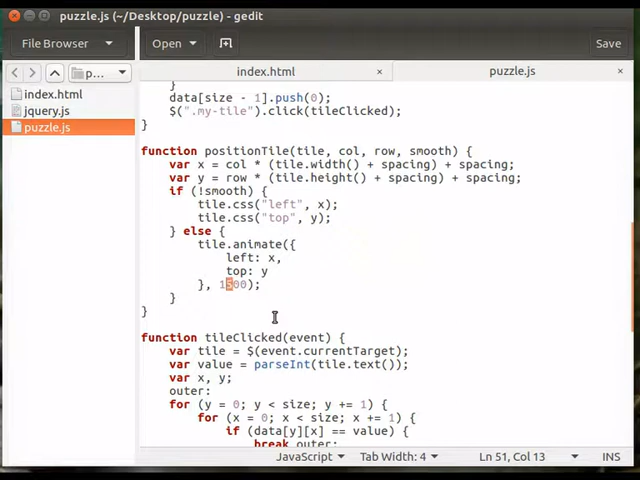 puzzle.js (~/Desktop/puzzle) - gedit
File Browser
Open
Save
p...
index.html
puzzle.js
index.html
jquery.js
puzzle.js
}
data[size - 1].push(0);
$(".my-tile").click(tileClicked);
}
function positionTile(tile, col, row, smooth) {
var x = col * (tile.width() + spacing) + spacing;
var y = row * (tile.height() + spacing) + spacing;
if (!smooth) {
tile.css("left", x);
tile.css("top", y);
} else {
tile.animate({
left: x,
top: y
}, 1500);
}
}
function tileClicked(event) {
var tile = $(event.currentTarget);
var value = parseInt(tile.text());
var x, y;
outer:
for (y = 0; y < size; y += 1) {
for (x = 0; x < size; x += 1) {
if (data[y][x] == value) {
break outer;
JavaScript
Tab Width: 4
Ln 51, Col 13
INS